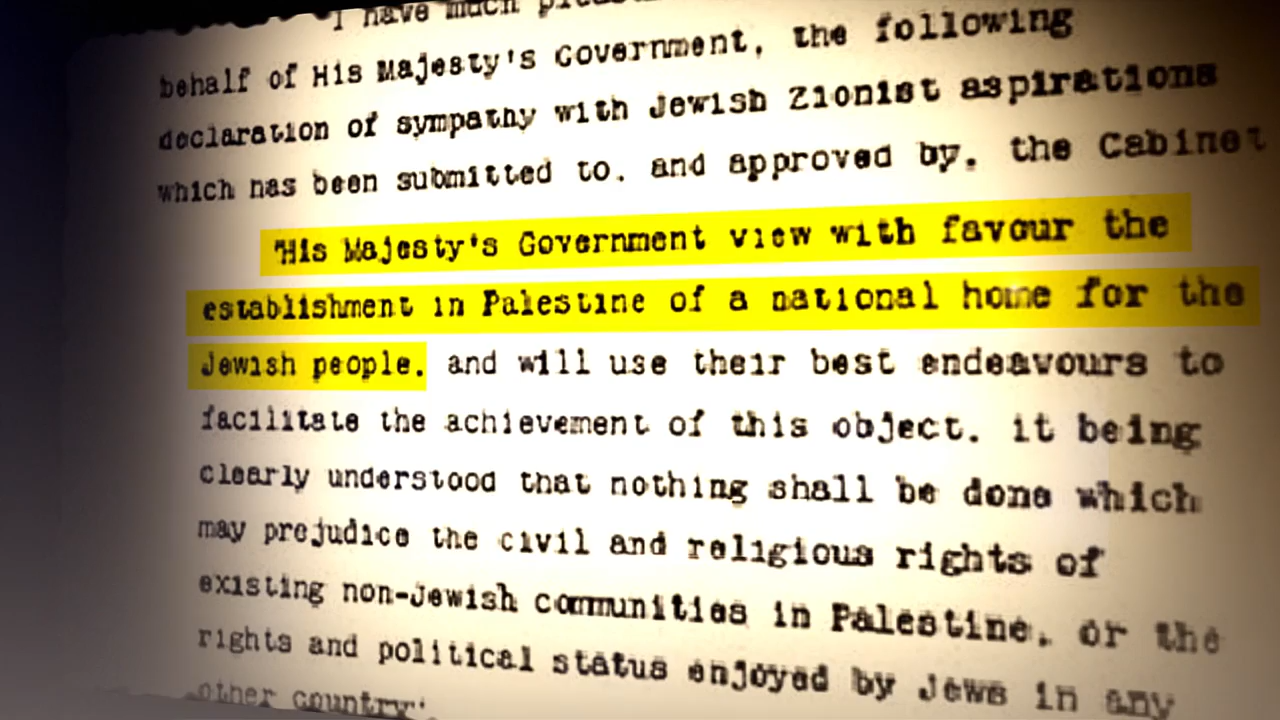 I have much
behalf of His Majesty's Government, the following
declaration of sympathy with Jewish Zionist aspirations
which has been submitted to, and approved by, the Cabinet
"His Majesty's Government view with favour the
establishment in Palestine of a national home for the
Jewish people, and will use their best endeavours to
facilitate the achievement of this object, it being
clearly understood that nothing shall be done which
may prejudice the civil and religious rights of
existing non-Jewish communities in Palestine, or the
rights and political status enjoyed by Jews in any
other country"